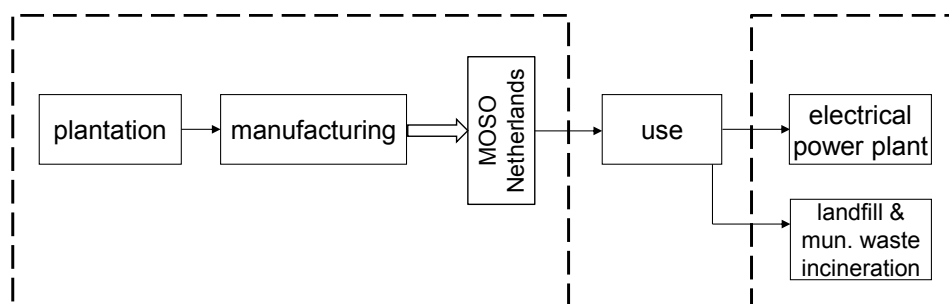 plantation
manufacturing
MOSO
Netherlands
use
electrical
power plant
landfill &
mun. waste
incineration